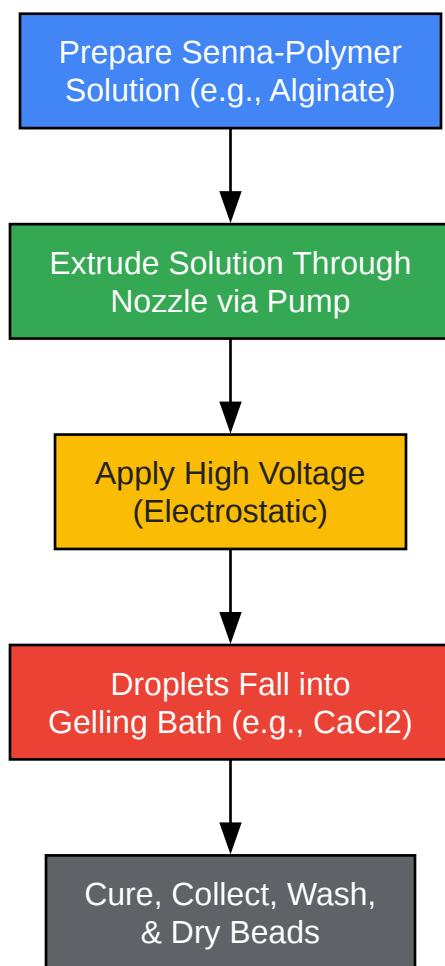 Prepare Senna-Polymer
Solution (e.g., Alginate)
Extrude Solution Through
Nozzle via Pump
Apply High Voltage
(Electrostatic)
Droplets Fall into
Gelling Bath (e.g., CaCl2)
Cure, Collect, Wash,
& Dry Beads